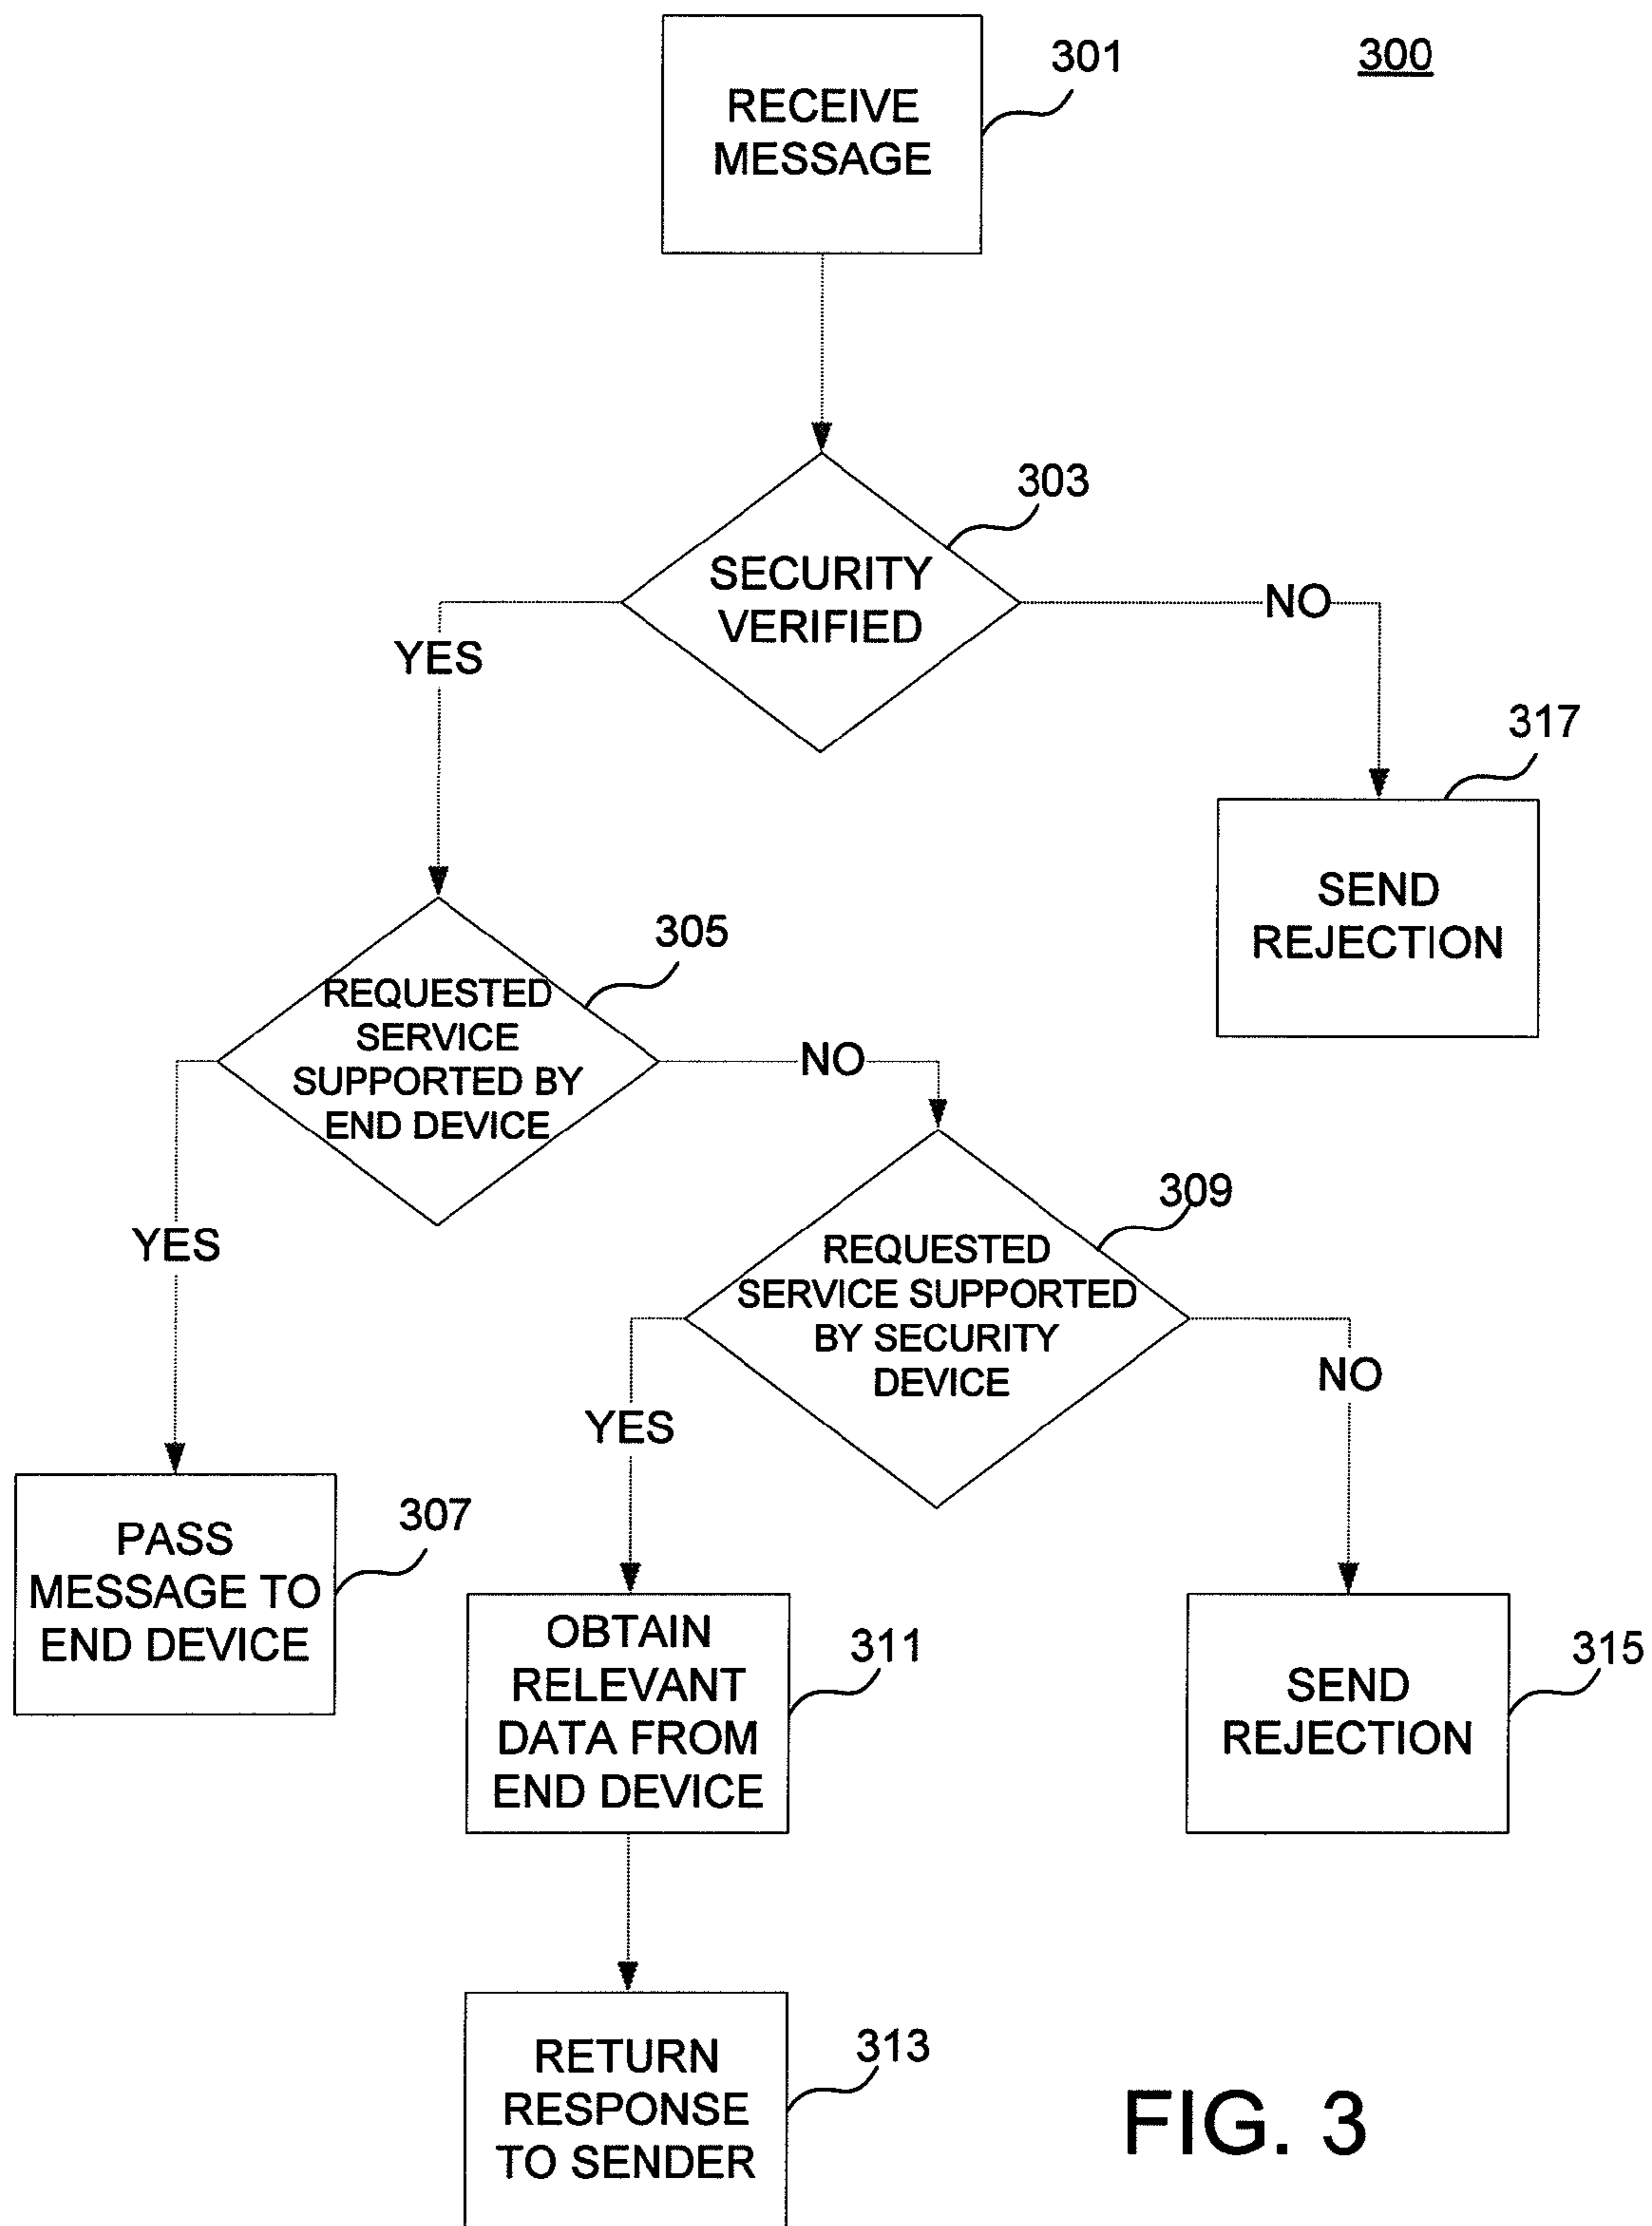 300
301
RECEIVE
MESSAGE
303
SECURITY
VERIFIED
YES
NO
317
SEND
REJECTION
305
REQUESTED
SERVICE
SUPPORTED BY
END DEVICE
YES
NO
309
REQUESTED
SERVICE SUPPORTED
BY SECURITY
DEVICE
YES
NO
307
PASS
MESSAGE TO
END DEVICE
311
OBTAIN
RELEVANT
DATA FROM
END DEVICE
315
SEND
REJECTION
313
RETURN
RESPONSE
TO SENDER
FIG. 3